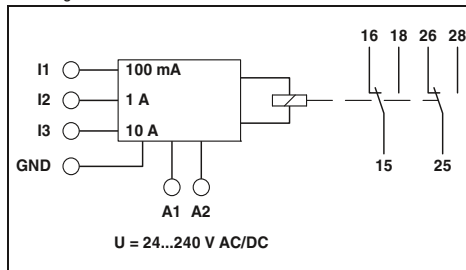 16 18 26 28
I1 100 mA
I2 1 A
I3 10 A
GND
15 25
A1 A2
U = 24...240 V AC/DC